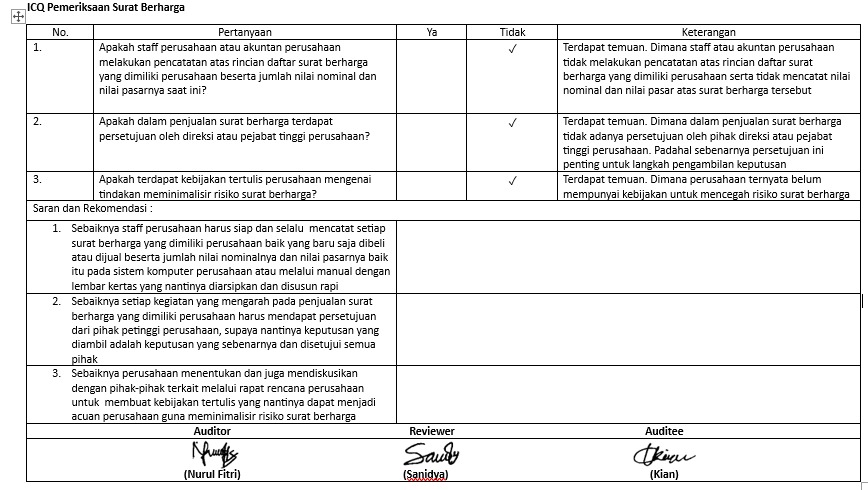 ICQ Pemeriksaan Surat Berharga
No. Pertanyaan Ya Tidak Keterangan
1. Apakah staff perusahaan atau akuntan perusahaan
melakukan pencatatan atas rincian daftar surat berharga
yang dimiliki perusahaan beserta jumlah nilai nominal dan
nilai pasarnya saat ini?
✓
Terdapat temuan. Dimana staff atau akuntan perusahaan
tidak melakukan pencatatan atas rincian daftar surat
berharga yang dimiliki perusahaan serta tidak mencatat nilai
nominal dan nilai pasar atas surat berharga tersebut
2. Apakah dalam penjualan surat berharga terdapat
persetujuan oleh direksi atau pejabat tinggi perusahaan?
✓
Terdapat temuan. Dimana dalam penjualan surat berharga
tidak adanya persetujuan oleh pihak direksi atau pejabat
tinggi perusahaan. Padahal sebenarnya persetujuan ini
penting untuk langkah pengambilan keputusan
3. Apakah terdapat kebijakan tertulis perusahaan mengenai
tindakan meminimalisir risiko surat berharga?
✓
Terdapat temuan. Dimana perusahaan ternyata belum
mempunyai kebijakan untuk mencegah risiko surat berharga
Saran dan Rekomendasi :
1. Sebaiknya staff perusahaan harus siap dan selalu mencatat setiap
surat berharga yang dimiliki perusahaan baik yang baru saja dibeli
atau dijual beserta jumlah nilai nominalnya dan nilai pasarnya baik
itu pada sistem komputer perusahaan atau melalui manual dengan
lembar kertas yang nantinya diarsipkan dan disusun rapi
2. Sebaiknya setiap kegiatan yang mengarah pada penjualan surat
berharga yang dimiliki perusahaan harus mendapat persetujuan
dari pihak petinggi perusahaan, supaya nantinya keputusan yang
diambil adalah keputusan yang sebenarnya dan disetujui semua
pihak
3. Sebaiknya perusahaan menentukan dan juga mendiskusikan
dengan pihak-pihak terkait melalui rapat rencana perusahaan
untuk membuat kebijakan tertulis yang nantinya dapat menjadi
acuan perusahaan guna meminimalisir risiko surat berharga
Auditor Reviewer Auditee
(Nurul Fitri) (Sanidya) (Kian)